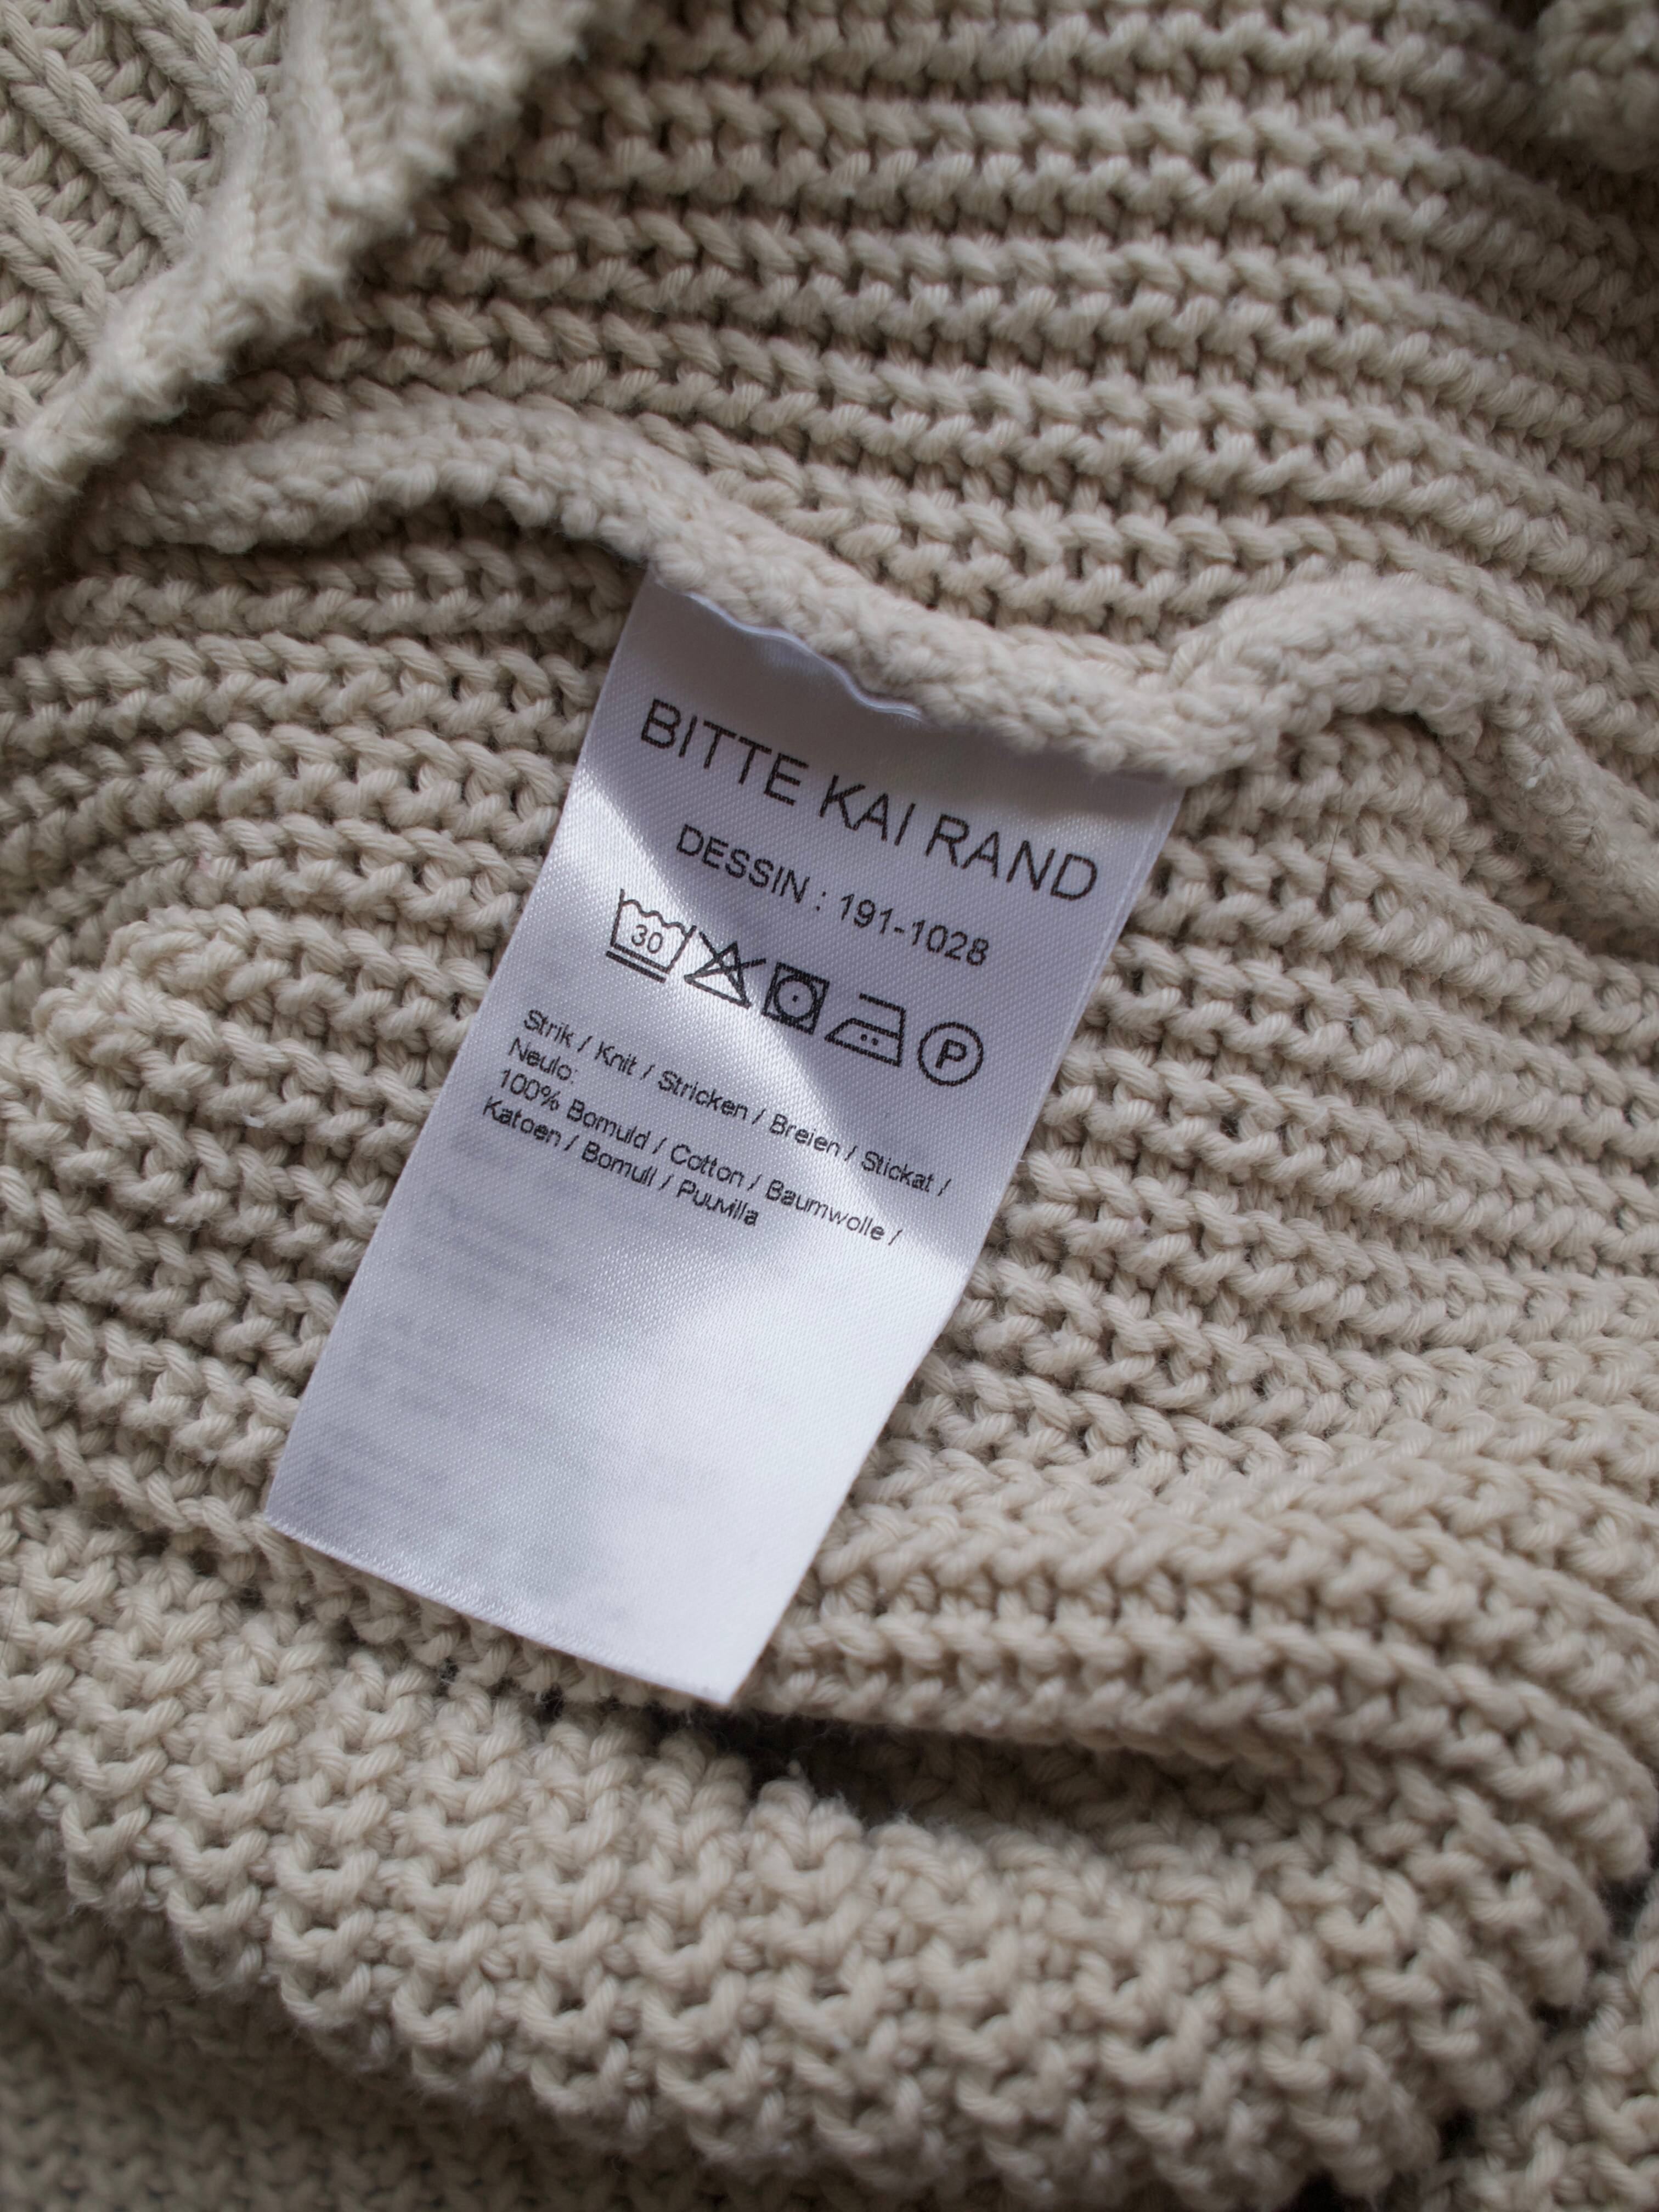 BITTE KAI RAND
DESSIN : 191-1028
30 P
Strik / Knit / Stricken / Breien / Stickat /
Neulo:
100% Bomuld / Cotton / Baumwolle /
Katoen / Bomull / Puuvilla